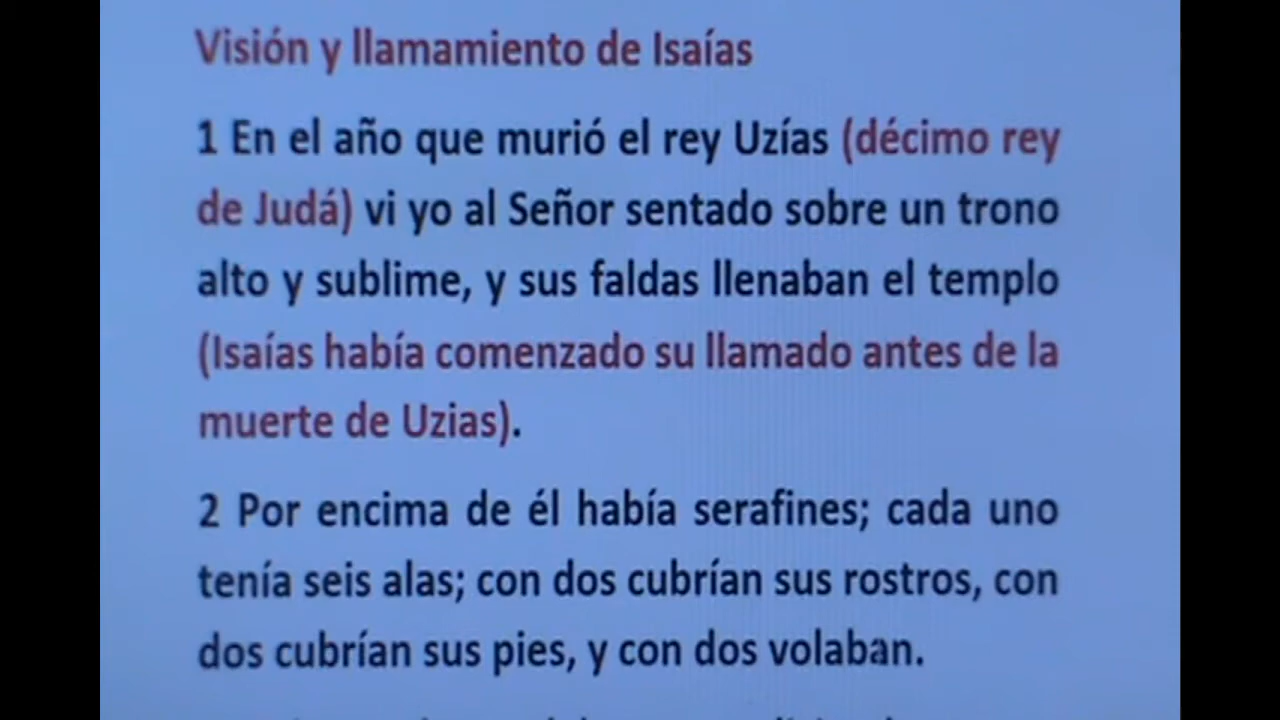 Visión y llamamiento de Isaías
1 En el año que murió el rey Uzías (décimo rey
de Judá) vi yo al Señor sentado sobre un trono
alto y sublime, y sus faldas llenaban el templo
(Isaías había comenzado su llamado antes de la
muerte de Uzias).
2 Por encima de él había serafines; cada uno
tenía seis alas; con dos cubrían sus rostros, con
dos cubrían sus pies, y con dos volaban.